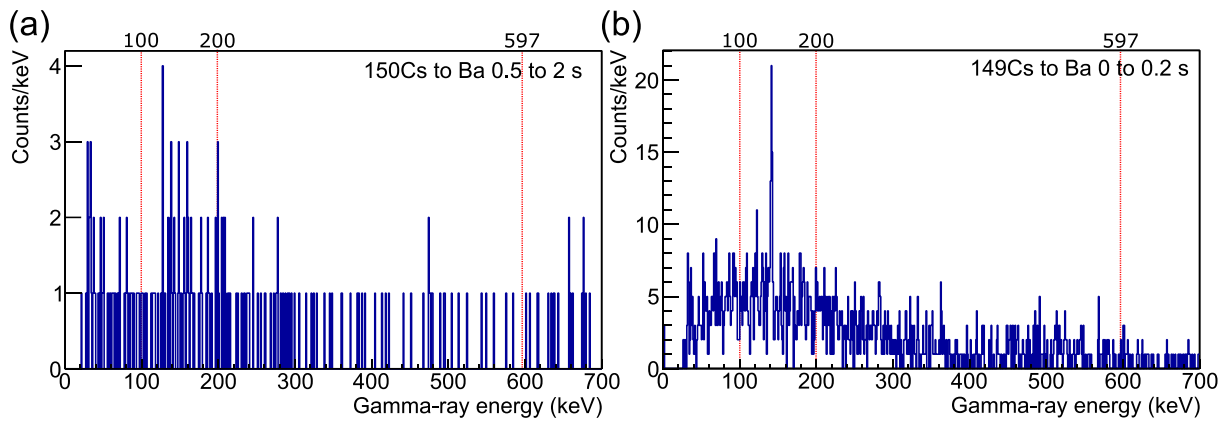 (a)
100 200 597
150Cs to Ba 0.5 to 2 s
Counts/keV
4
3
2
1
0
0 100 200 300 400 500 600 700
Gamma-ray energy (keV)
(b)
100 200 597
149Cs to Ba 0 to 0.2 s
Counts/keV
20
15
10
5
0
0 100 200 300 400 500 600 700
Gamma-ray energy (keV)